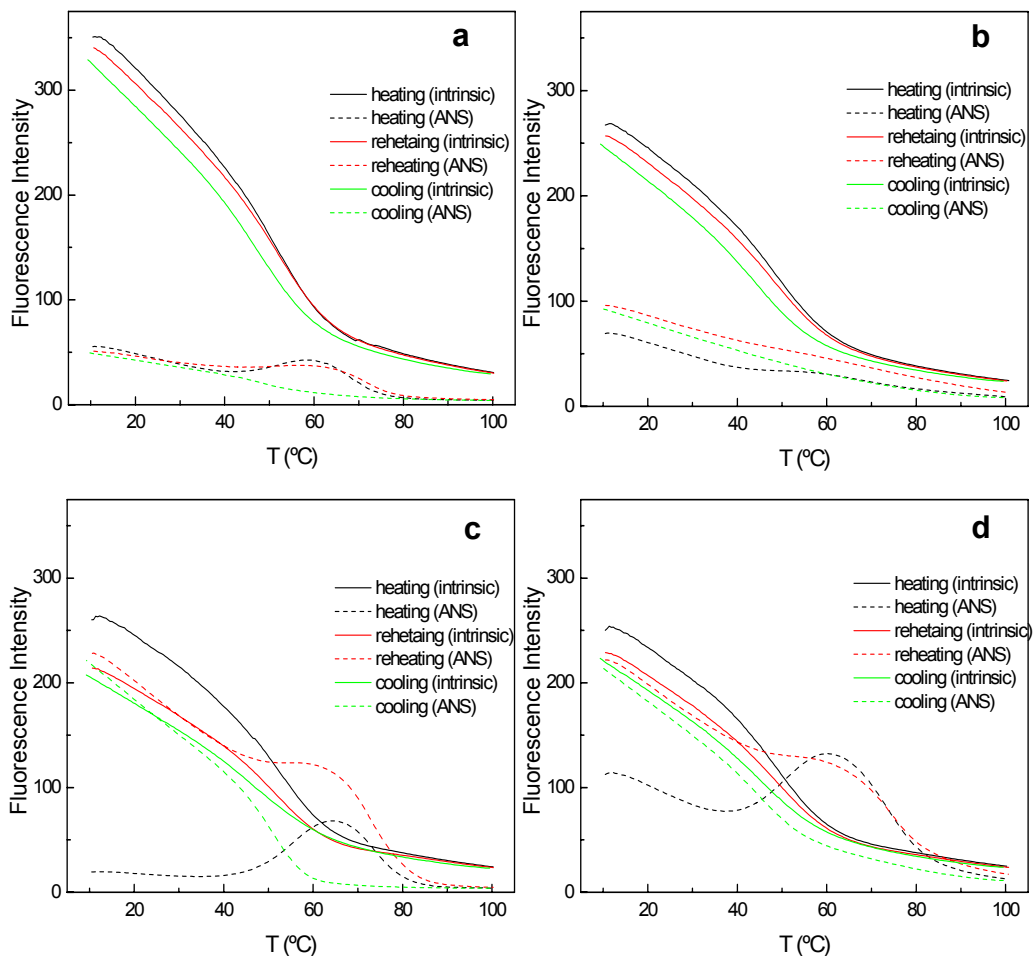 a
heating (intrinsic)
heating (ANS)
rehetaing (intrinsic)
reheating (ANS)
cooling (intrinsic)
cooling (ANS)
Fluorescence Intensity
300
200
100
0
20 40 60 80 100
T (ºC)
b
heating (intrinsic)
heating (ANS)
rehetaing (intrinsic)
reheating (ANS)
cooling (intrinsic)
cooling (ANS)
Fluorescence Intensity
300
200
100
0
20 40 60 80 100
T (ºC)
c
heating (intrinsic)
heating (ANS)
rehetaing (intrinsic)
reheating (ANS)
cooling (intrinsic)
cooling (ANS)
Fluorescence Intensity
300
200
100
0
20 40 60 80 100
T (ºC)
d
heating (intrinsic)
heating (ANS)
rehetaing (intrinsic)
reheating (ANS)
cooling (intrinsic)
cooling (ANS)
Fluorescence Intensity
300
200
100
0
20 40 60 80 100
T (ºC)